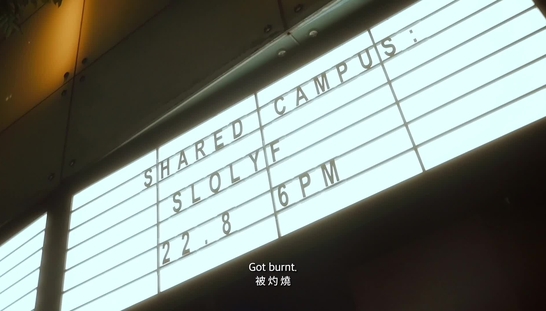 SHARED CAMPUS:
SLOLYF
22.8 6PM
Got burnt.
被灼燒